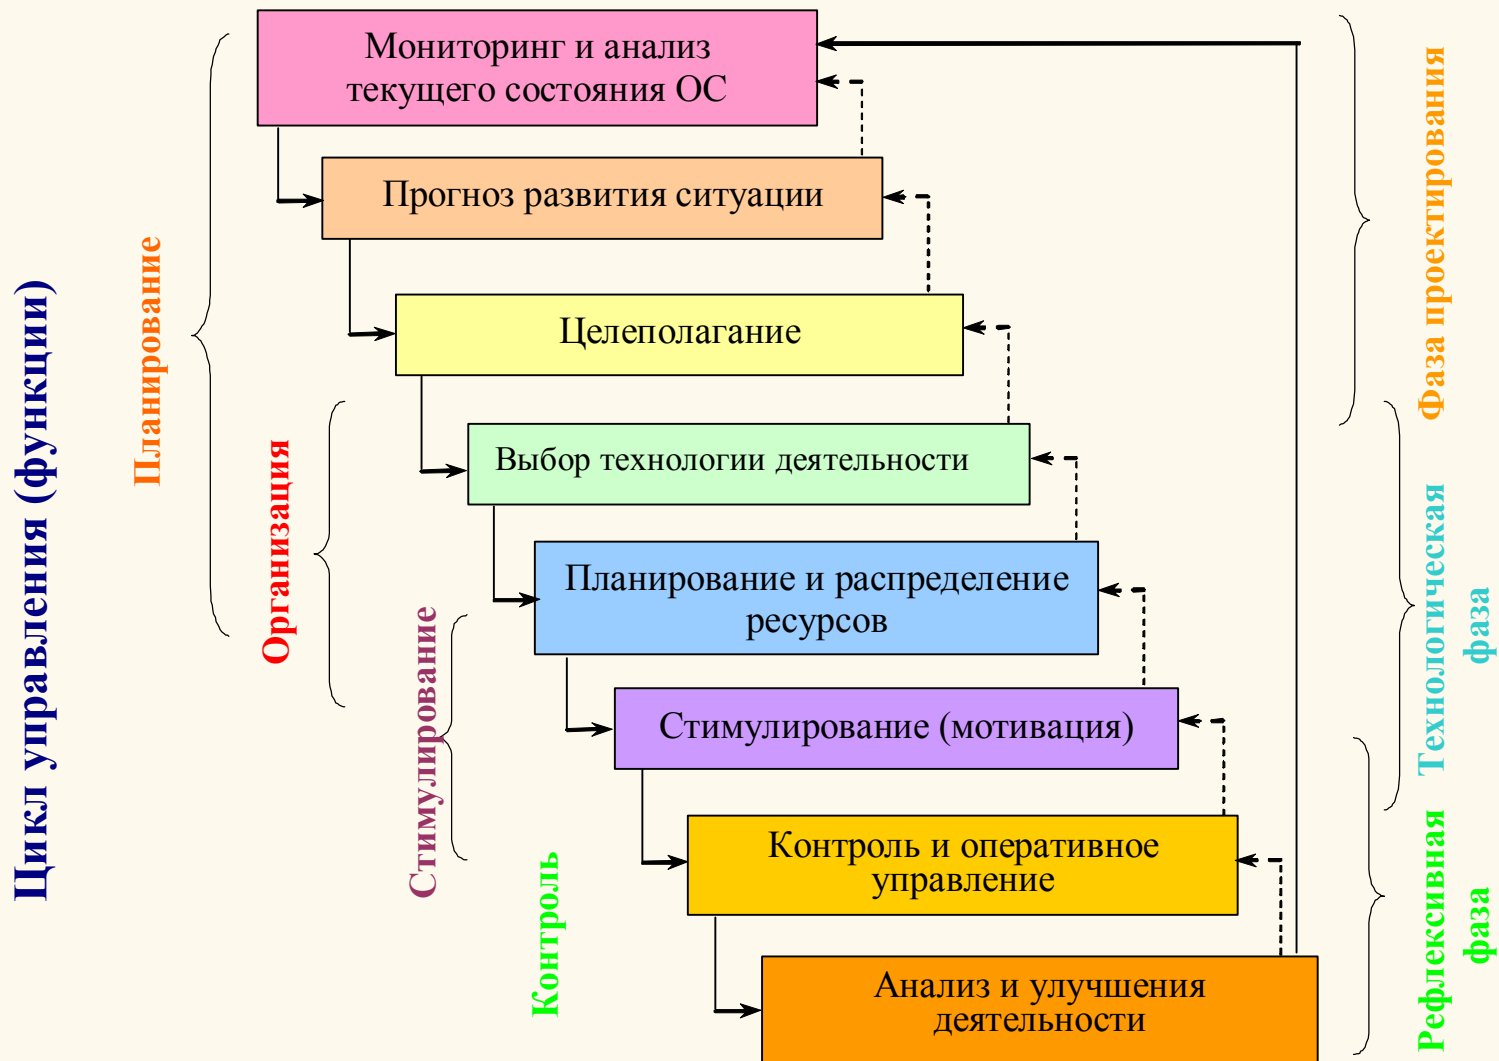 Цикл управления (функции)
Планирование
Организация
Стимулирование
Контроль
Мониторинг и анализ
текущего состояния ОС
Прогноз развития ситуации
Целеполагание
Выбор технологии деятельности
Планирование и распределение
ресурсов
Стимулирование (мотивация)
Контроль и оперативное
управление
Анализ и улучшения
деятельности
Фаза проектирования
Технологическая
фаза
Рефлексивная
фаза